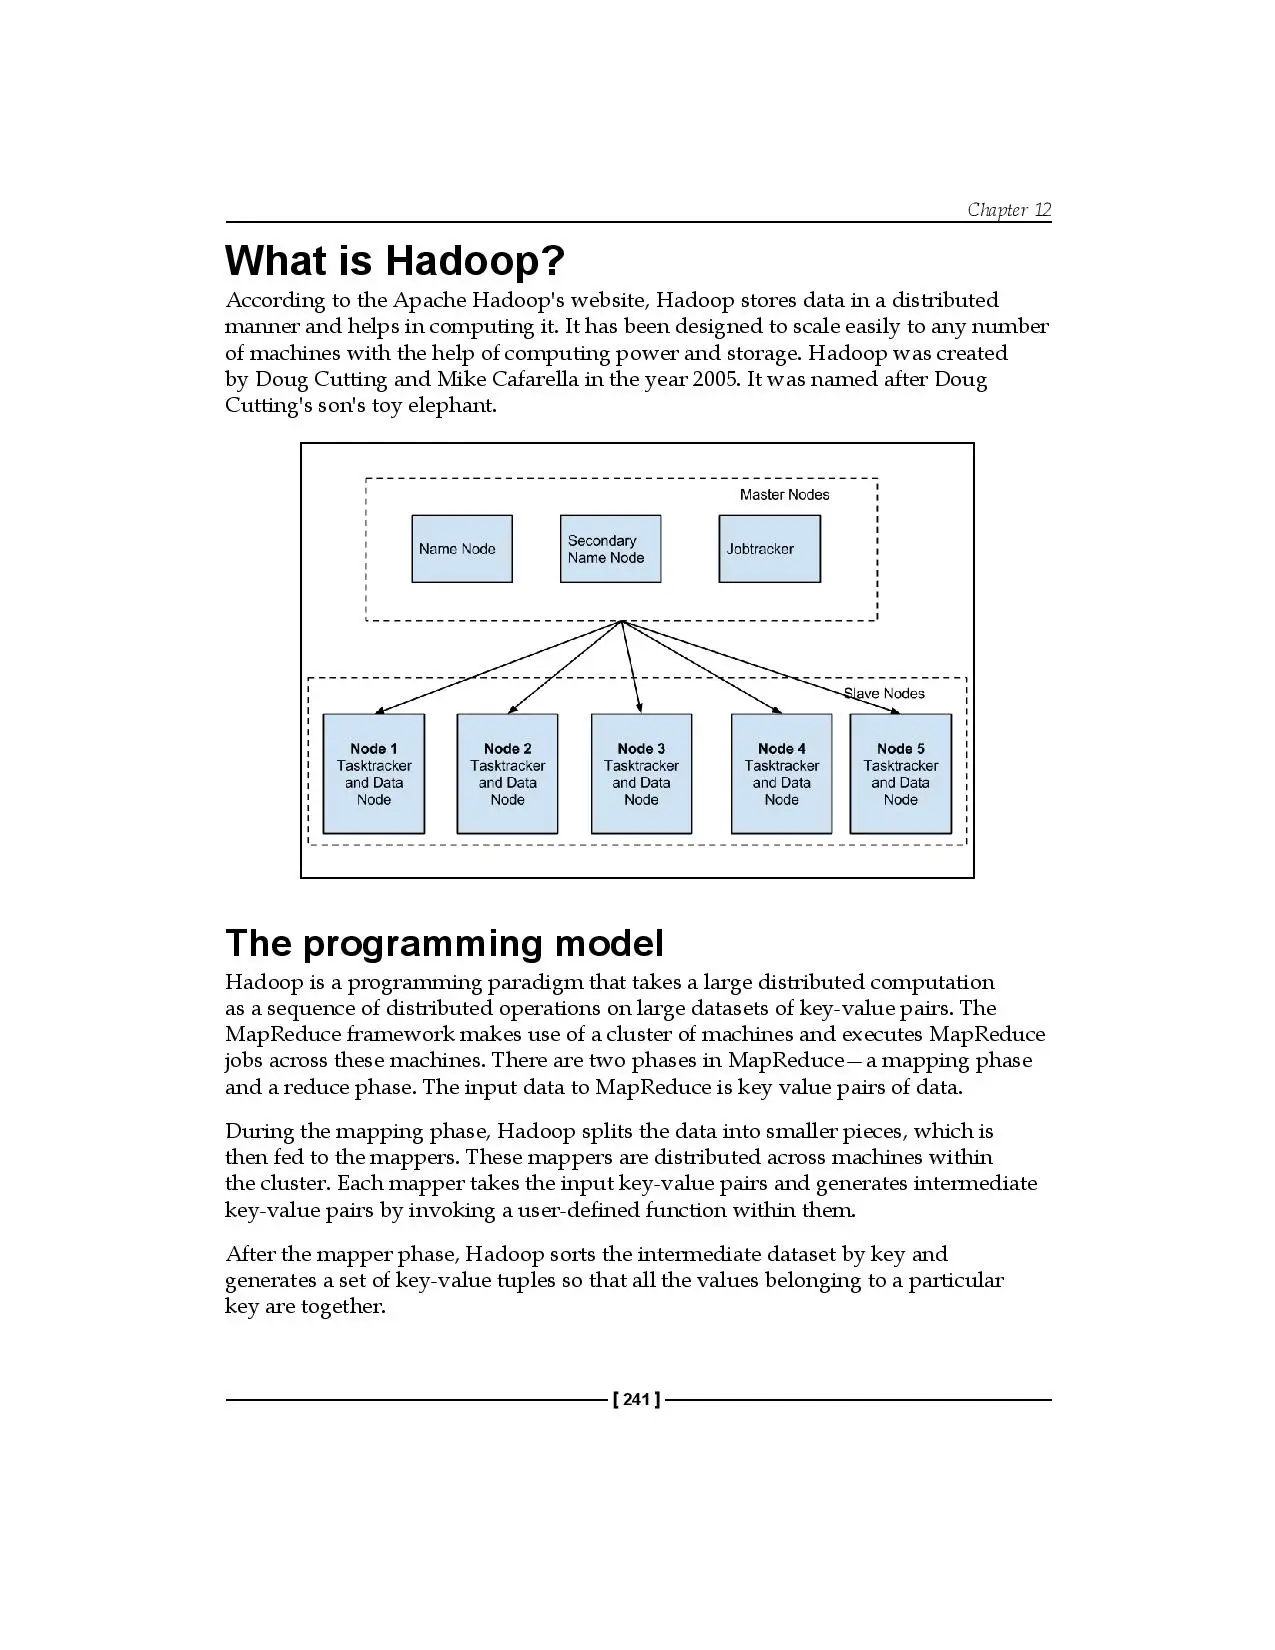 Chapter 12
What is Hadoop?
According to the Apache Hadoop's website, Hadoop stores data in a distributed
manner and helps in computing it. It has been designed to scale easily to any number
of machines with the help of computing power and storage. Hadoop was created
by Doug Cutting and Mike Cafarella in the year 2005. It was named after Doug
Cutting's son's toy elephant.
Master Nodes
Name Node
Secondary
Name Node
Jobtracker
Slave Nodes
Node 1
Tasktracker
and Data
Node
Node 2
Tasktracker
and Data
Node
Node 3
Tasktracker
and Data
Node
Node 4
Tasktracker
and Data
Node
Node 5
Tasktracker
and Data
Node
The programming model
Hadoop is a programming paradigm that takes a large distributed computation
as a sequence of distributed operations on large datasets of key-value pairs. The
MapReduce framework makes use of a cluster of machines and executes MapReduce
jobs across these machines. There are two phases in MapReduce—a mapping phase
and a reduce phase. The input data to MapReduce is key value pairs of data.
During the mapping phase, Hadoop splits the data into smaller pieces, which is
then fed to the mappers. These mappers are distributed across machines within
the cluster. Each mapper takes the input key-value pairs and generates intermediate
key-value pairs by invoking a user-defined function within them.
After the mapper phase, Hadoop sorts the intermediate dataset by key and
generates a set of key-value tuples so that all the values belonging to a particular
key are together.
[ 241 ]